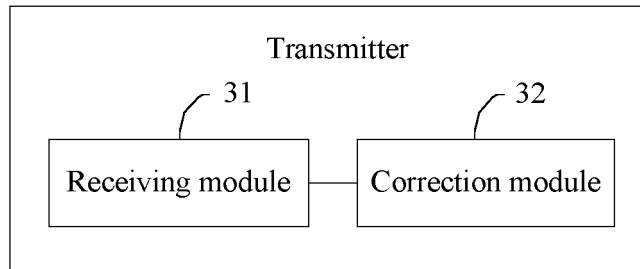 Transmitter
31
32
Receiving module
Correction module